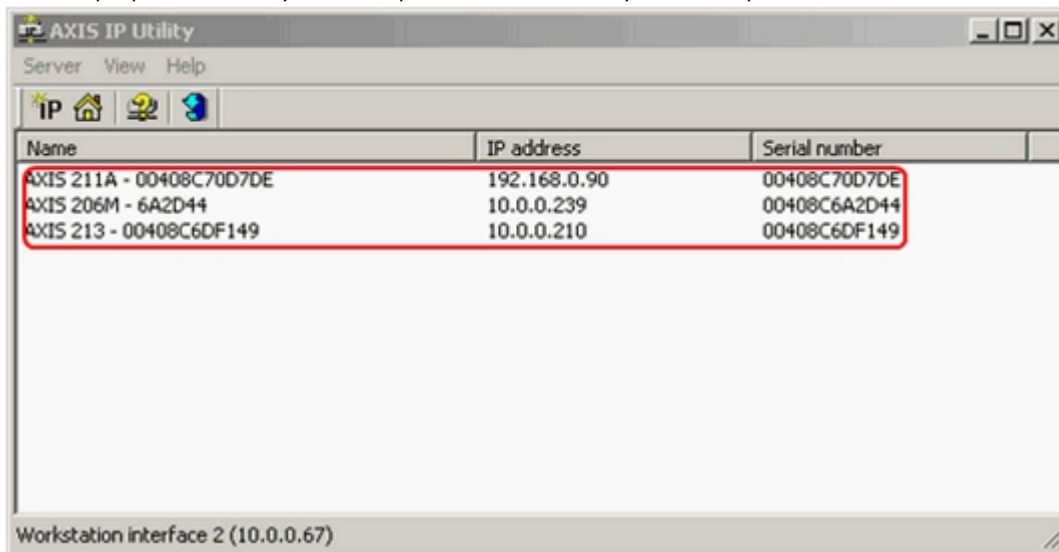 AXIS IP Utility
Server View Help
IP
Name IP address Serial number
AXIS 211A - 00408C70D7DE 192.168.0.90 00408C70D7DE
AXIS 206M - 6A2D44 10.0.0.239 00408C6A2D44
AXIS 213 - 00408C6DF149 10.0.0.210 00408C6DF149
Workstation interface 2 (10.0.0.67)